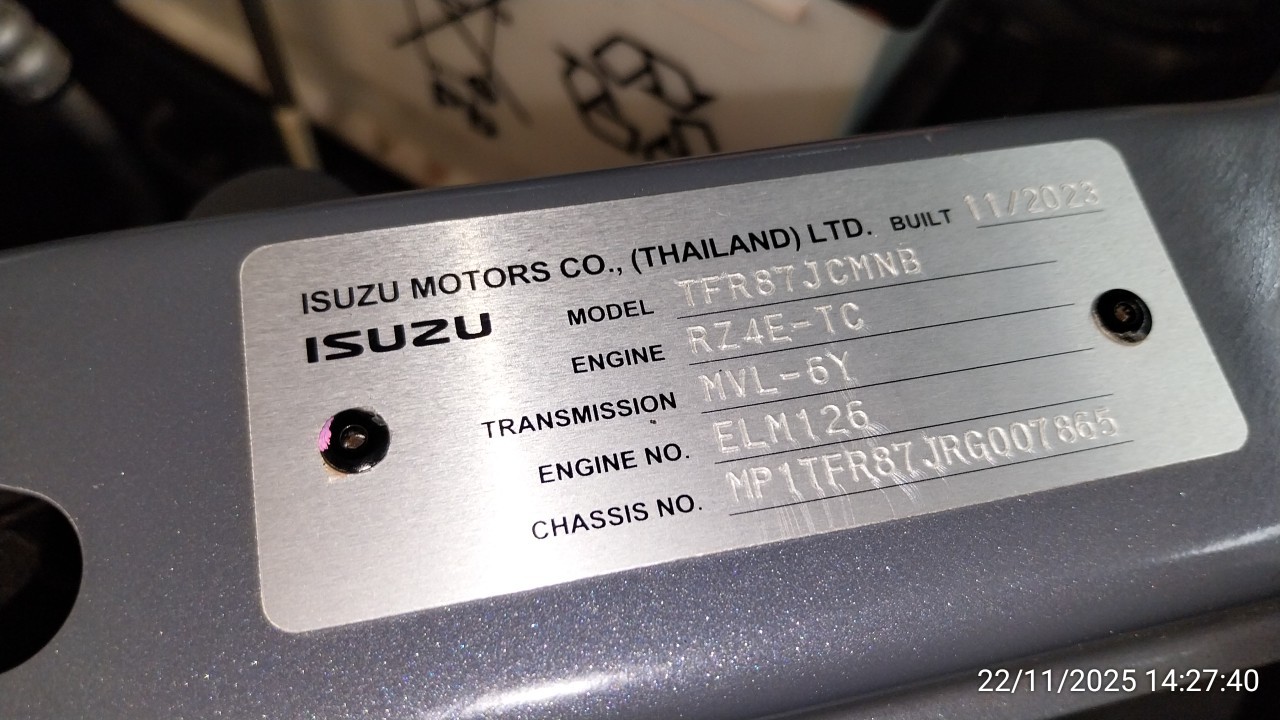 ISUZU MOTORS CO., (THAILAND) LTD. BUILT 11/2023
ISUZU
MODEL TFR87JCMNB
ENGINE RZ4E-TC
TRANSMISSION MVL-6Y
ENGINE NO. ELM126
CHASSIS NO. MP1TFR87JRG007865
22/11/2025 14:27:40